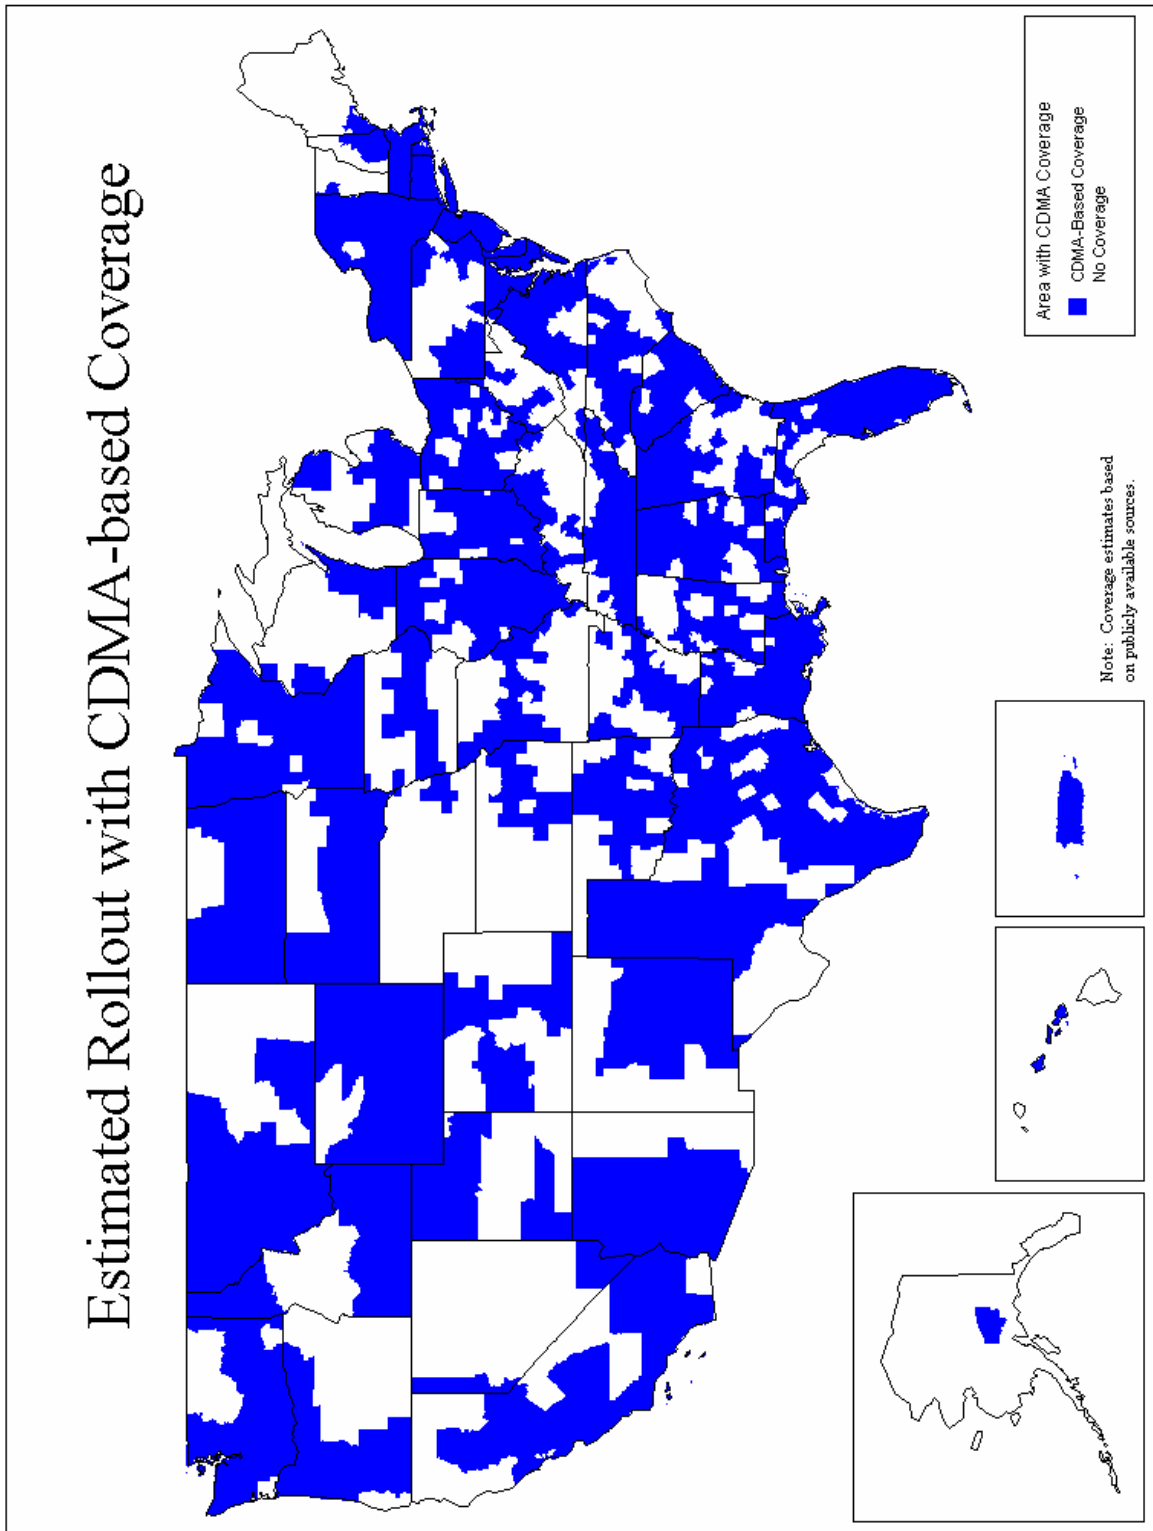 Estimated Rollout with CDMA-based Coverage
Area with CDMA Coverage
CDMA-Based Coverage
No Coverage
Note: Coverage estimates based
on publicly available sources.